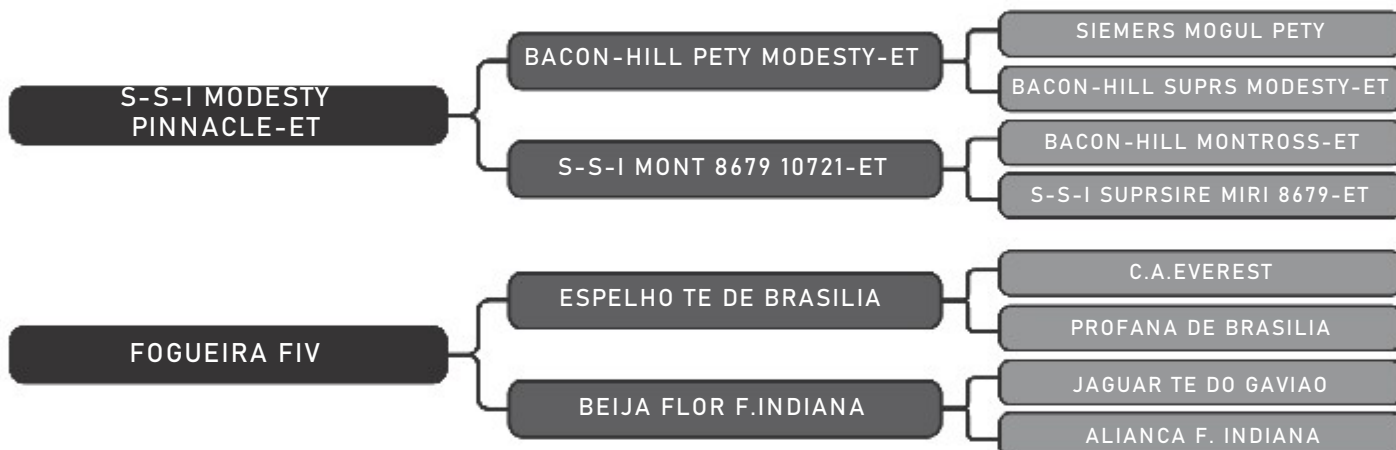 S-S-I MODESTY
PINNACLE-ET
BACON-HILL PETY MODESTY-ET
S-S-I MONT 8679 10721-ET
SIEMERS MOGUL PETY
BACON-HILL SUPRS MODESTY-ET
BACON-HILL MONTROSS-ET
S-S-I SUPRSIRE MIRI 8679-ET
FOGUEIRA FIV
ESPELHO TE DE BRASILIA
BEIJA FLOR F.INDIANA
C.A.EVEREST
PROFANA DE BRASILIA
JAGUAR TE DO GAVIAO
ALIANCA F. INDIANA